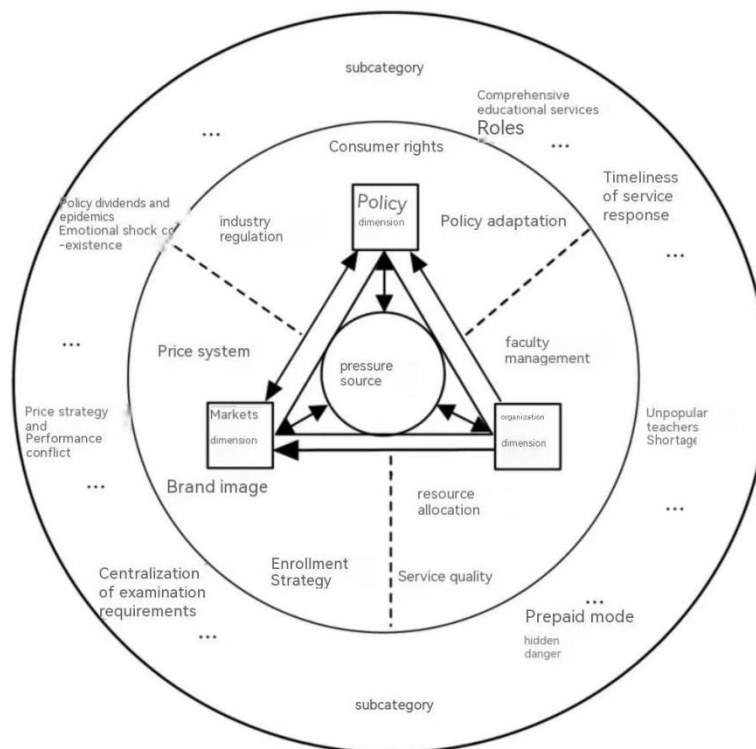 subcategory
Comprehensive
educational services
Roles
...
...
Consumer rights
Timeliness
of service
response
Policy dividends and
epidemics
Emotional shock co
-existence
industry
regulation
Policy
dimension
Policy adaptation
...
...
Price system
pressure
source
faculty
management
Price strategy
and
Performance
conflict
Markets
dimension
organization
dimension
Unpopular
teachers
Shortage
...
Brand image
resource
allocation
...
Centralization
of examination
requirements
Enrollment
Strategy
Service quality
...
Prepaid mode
...
hidden
danger
subcategory